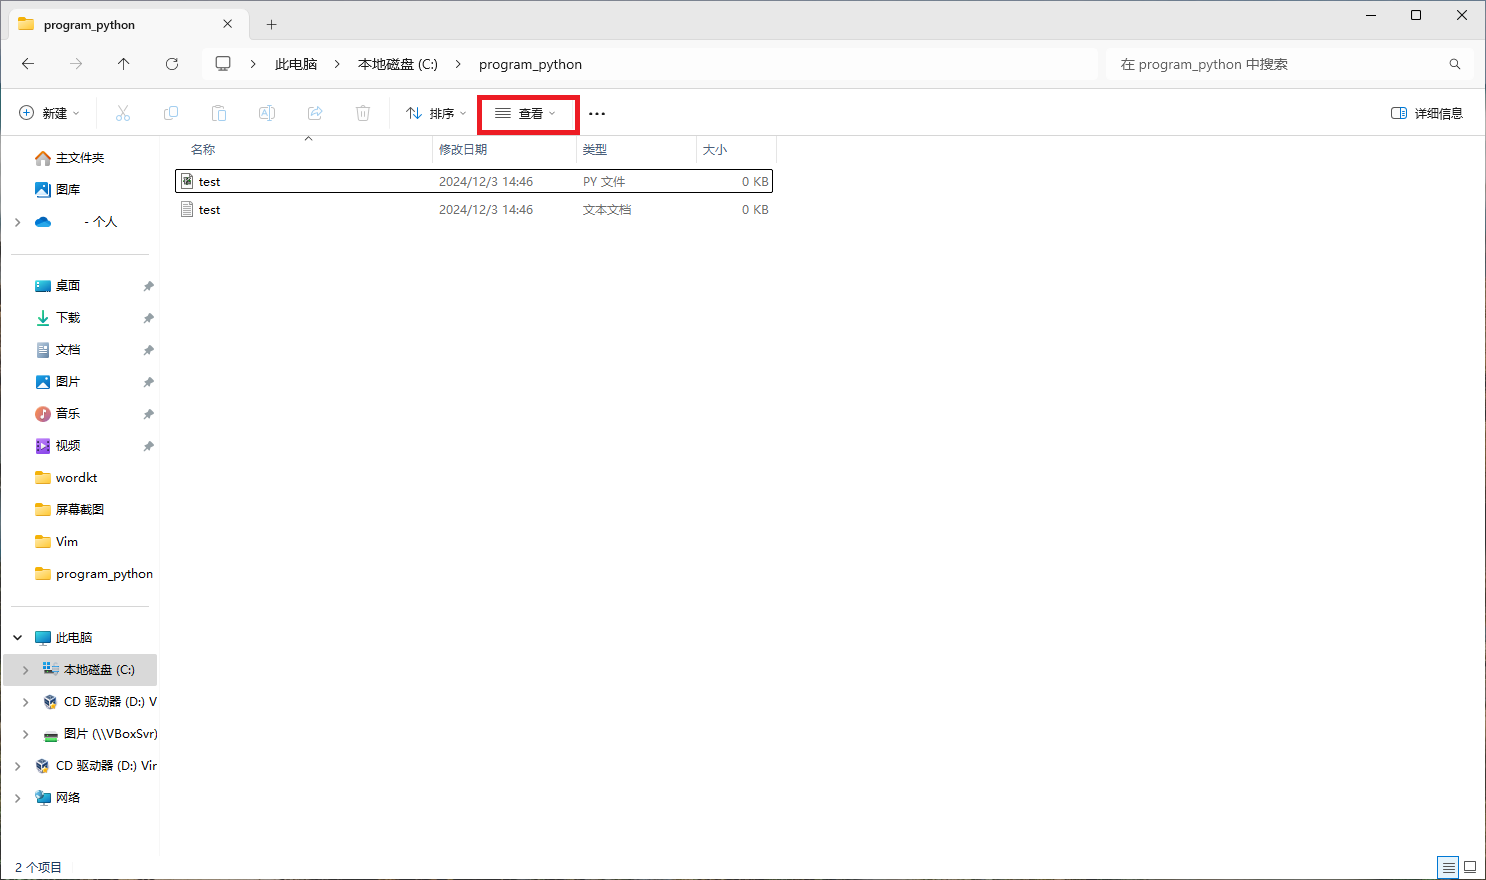 program_python
此电脑 本地磁盘 (C:) program_python
在 program_python 中搜索
新建 排序 查看 详细信息
主文件夹
图库
- 个人
桌面
下载
文档
图片
音乐
视频
wordkt
屏幕截图
Vim
program_python
此电脑
本地磁盘 (C:)
CD 驱动器 (D:) V
图片 (\\VBoxSvr)
CD 驱动器 (D:) Vir
网络
名称 修改日期 类型 大小
test 2024/12/3 14:46 PY 文件 0 KB
test 2024/12/3 14:46 文本文档 0 KB
2 个项目